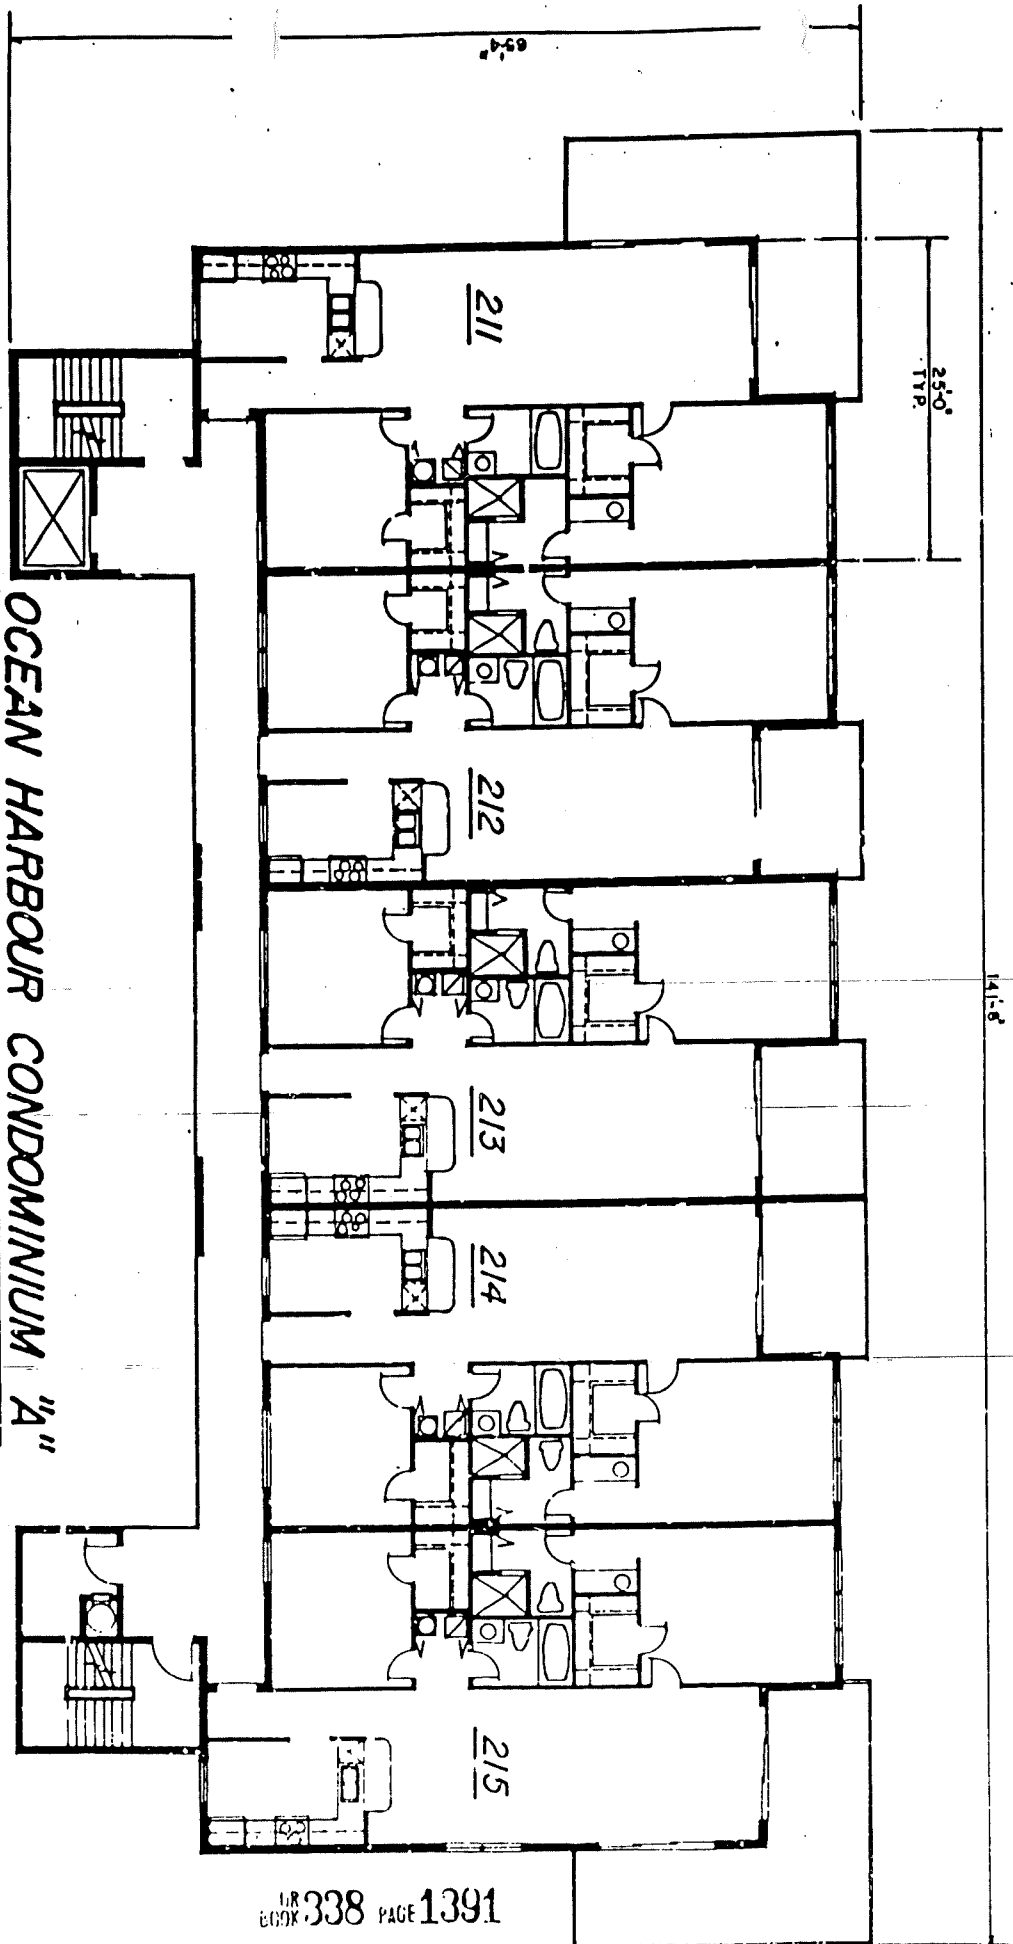 65'-4"
25'-0"
TYP.
141'-8"
211
212
213
214
215
OCEAN HARBOUR CONDOMINIUM "A"
OR
BOOK 338 PAGE 1391